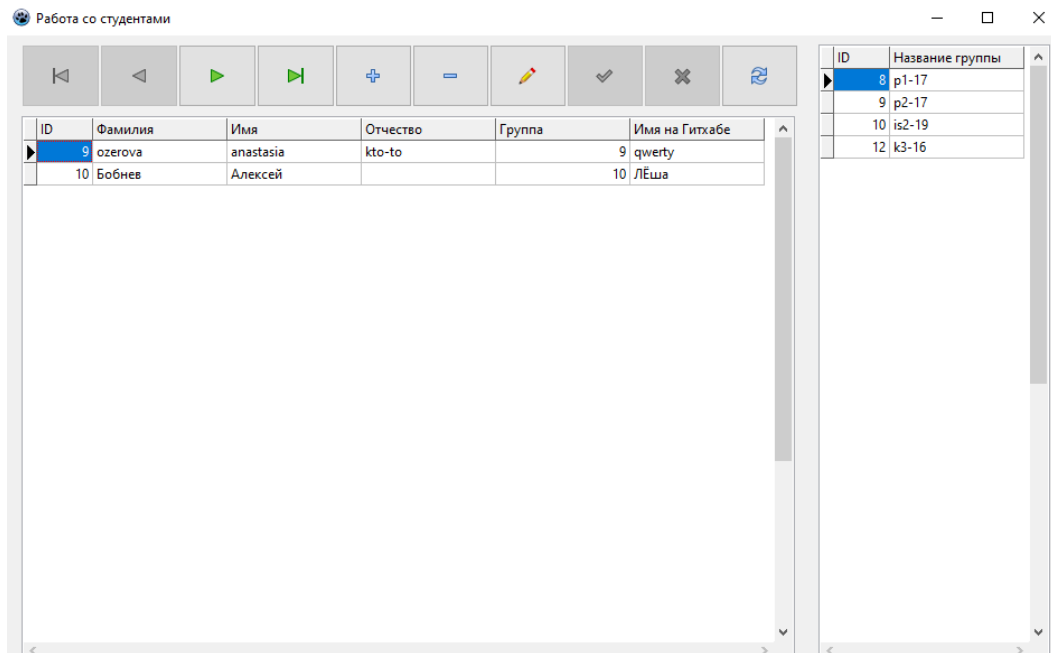 Работа со студентами
ID Фамилия Имя Отчество Группа Имя на Гитхабе
9 ozerova anastasia kto-to 9 qwerty
10 Бобнев Алексей 10 ЛЁша
ID Название группы
8 p1-17
9 p2-17
10 is2-19
12 k3-16